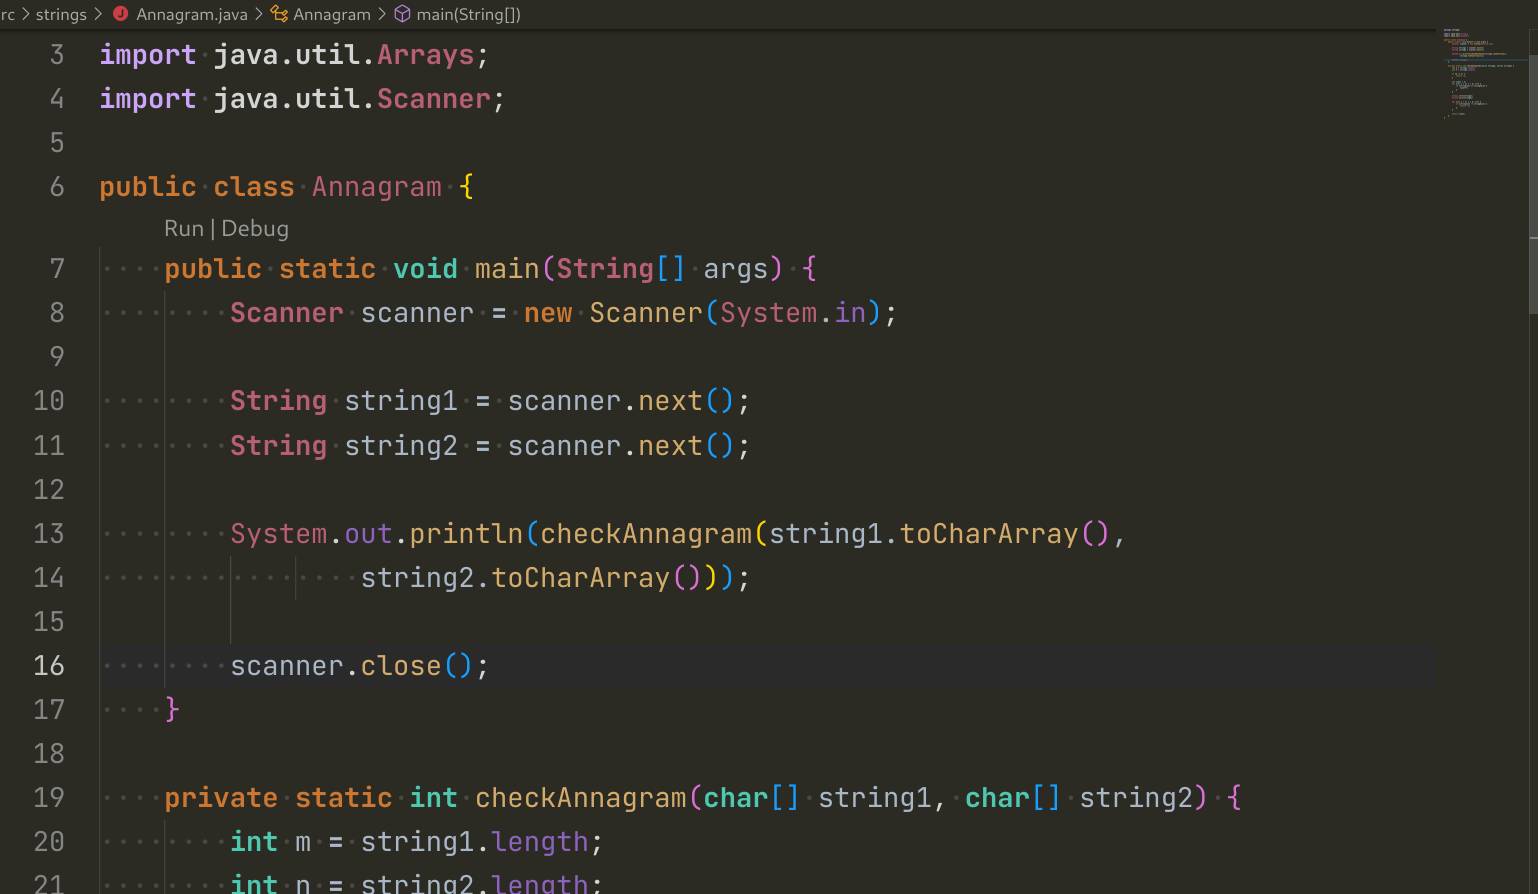 rc > strings > J Annagram.java > Annagram > main(String[])
3 import java.util.Arrays;
4 import java.util.Scanner;
5
6 public class Annagram {
Run | Debug
7 public static void main(String[] args) {
8 Scanner scanner = new Scanner(System.in);
9
10 String string1 = scanner.next();
11 String string2 = scanner.next();
12
13 System.out.println(checkAnnagram(string1.toCharArray(),
14 string2.toCharArray()));
15
16 scanner.close();
17 }
18
19 private static int checkAnnagram(char[] string1, char[] string2) {
20 int m = string1.length;
21 int n = string2.length;